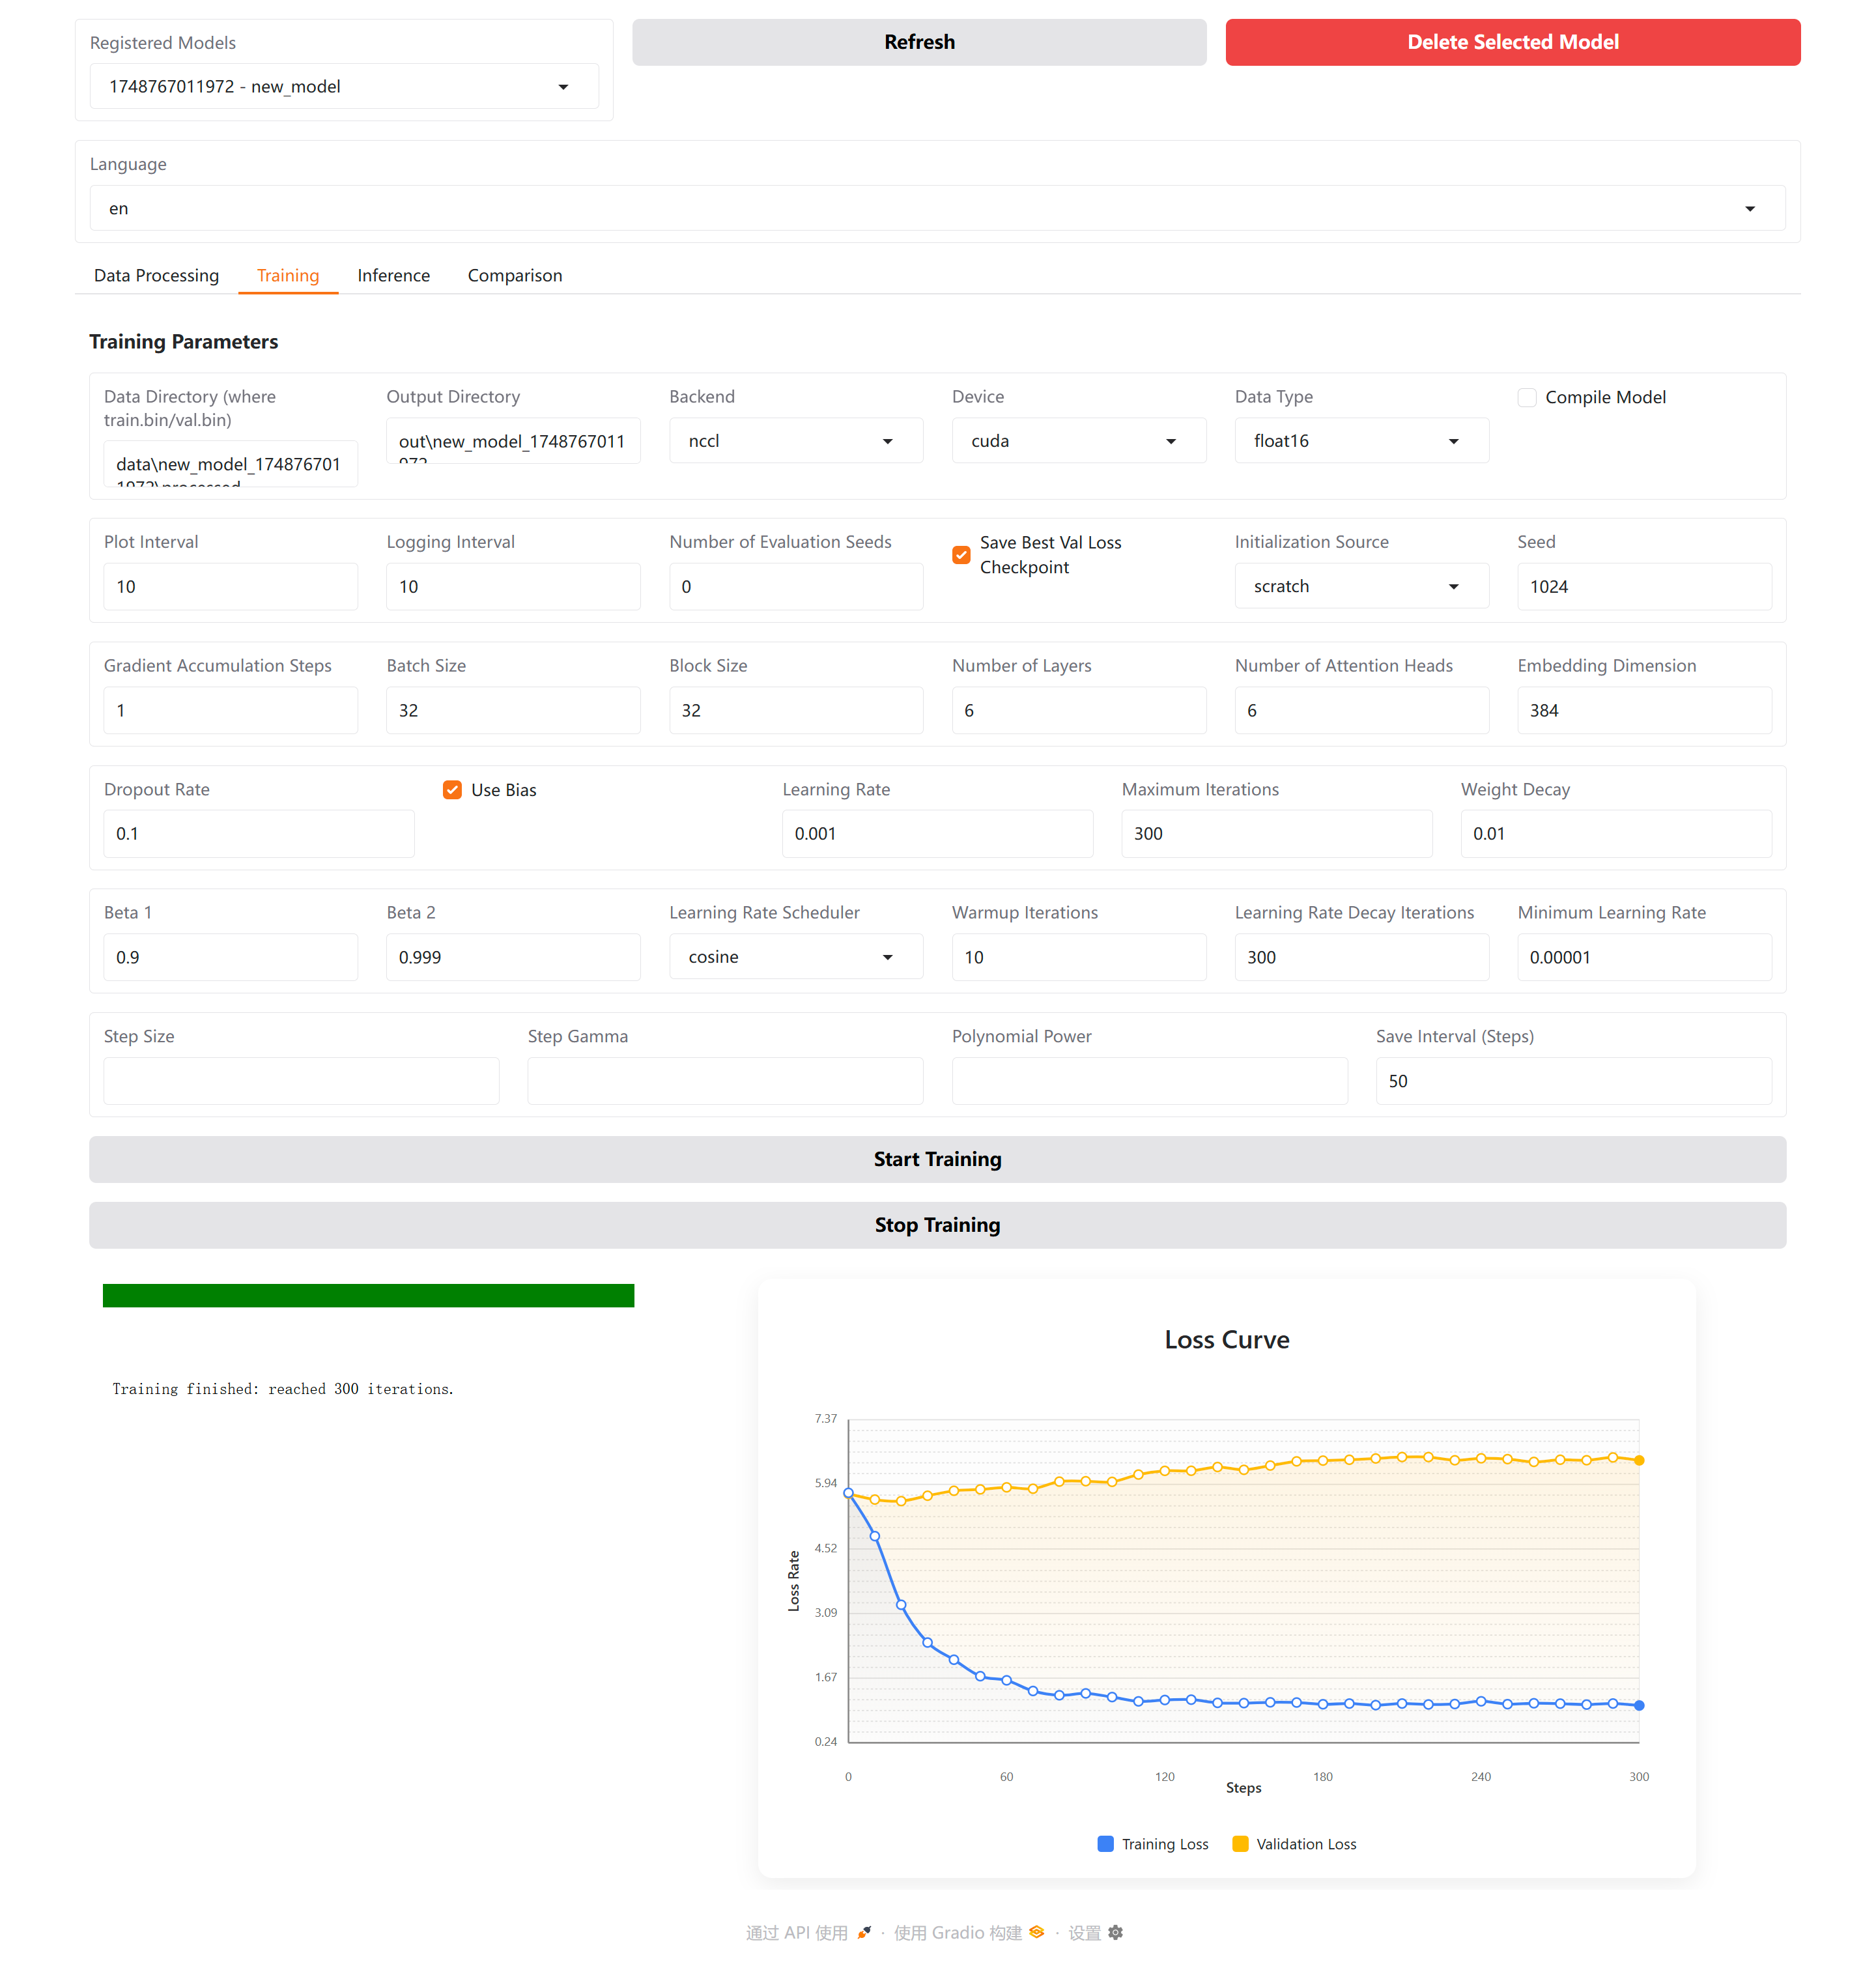 Registered Models
1748767011972 - new_model
Refresh
Delete Selected Model
Language
en
Data Processing
Training
Inference
Comparison
Training Parameters
Data Directory (where
train.bin/val.bin)
data\new_model_174876701
1972\processed
Output Directory
out\new_model_1748767011
972
Backend
nccl
Device
cuda
Data Type
float16
Compile Model
Plot Interval
10
Logging Interval
10
Number of Evaluation Seeds
0
Save Best Val Loss
Checkpoint
Initialization Source
scratch
Seed
1024
Gradient Accumulation Steps
1
Batch Size
32
Block Size
32
Number of Layers
6
Number of Attention Heads
6
Embedding Dimension
384
Dropout Rate
0.1
Use Bias
Learning Rate
0.001
Maximum Iterations
300
Weight Decay
0.01
Beta 1
0.9
Beta 2
0.999
Learning Rate Scheduler
cosine
Warmup Iterations
10
Learning Rate Decay Iterations
300
Minimum Learning Rate
0.00001
Step Size
Step Gamma
Polynomial Power
Save Interval (Steps)
50
Start Training
Stop Training
Training finished: reached 300 iterations.
Loss Curve
7.37
5.94
4.52
3.09
1.67
0.24
Loss Rate
0
60
120
180
240
300
Steps
Training Loss
Validation Loss
通过 API 使用 · 使用 Gradio 构建 · 设置